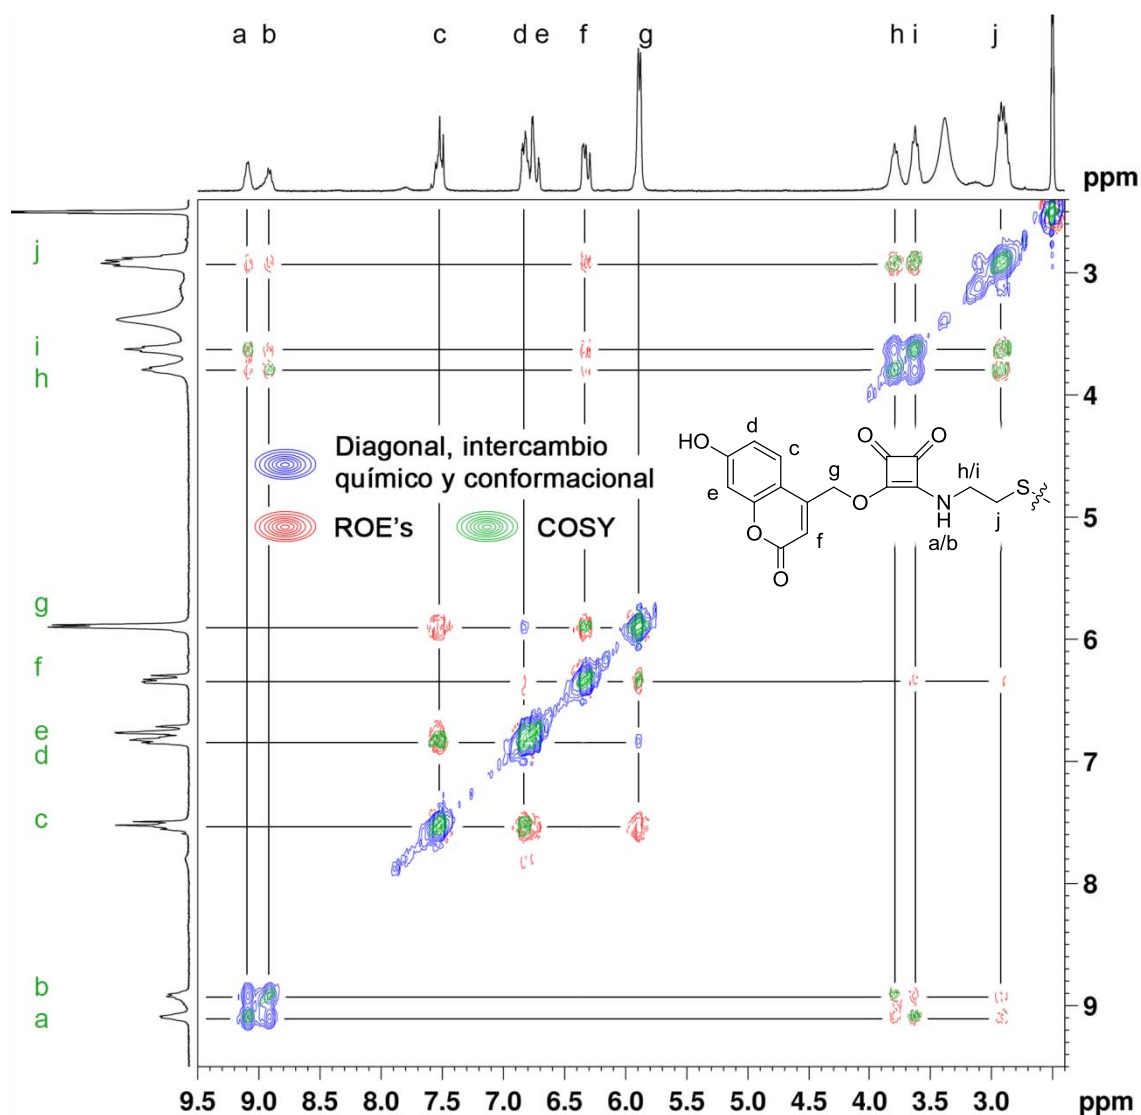 a b c d e f g h i j
ppm
j
3
i
h
4
Diagonal, intercambio
químico y conformacional
ROE's COSY
HO
d
c
e
O
O
f
g
O
O
O
N
H
a/b
h/i
j
S
5
g
6
f
e
d
7
c
8
b
9
a
9.5 9.0 8.5 8.0 7.5 7.0 6.5 6.0 5.5 5.0 4.5 4.0 3.5 3.0 ppm